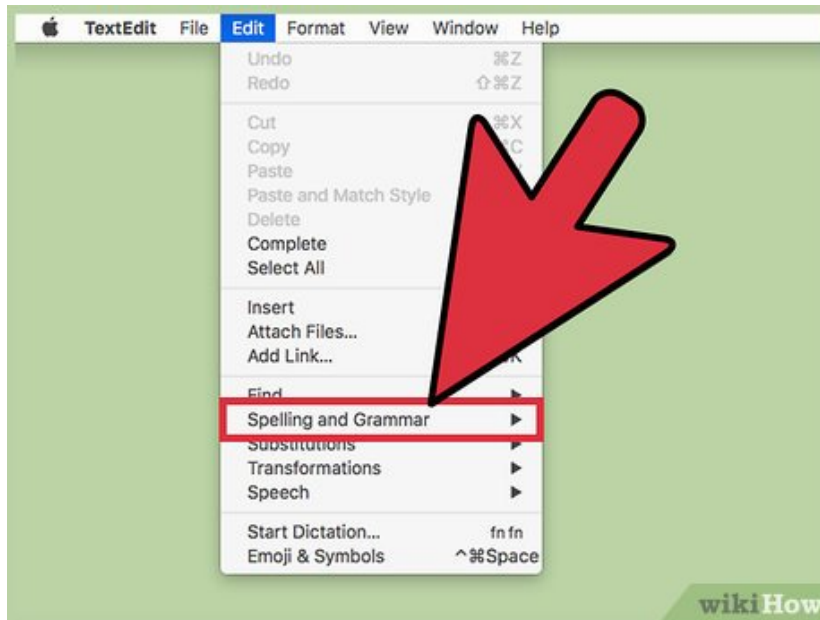 TextEdit File Edit Format View Window Help
Undo ⌘Z
Redo ⇧⌘Z
Cut ⌘X
Copy C
Paste
Paste and Match Style
Delete
Complete
Select All
Insert
Attach Files...
Add Link... K
Find
Spelling and Grammar
Substitutions
Transformations
Speech
Start Dictation... fn fn
Emoji & Symbols ^⌘Space
wikiHow